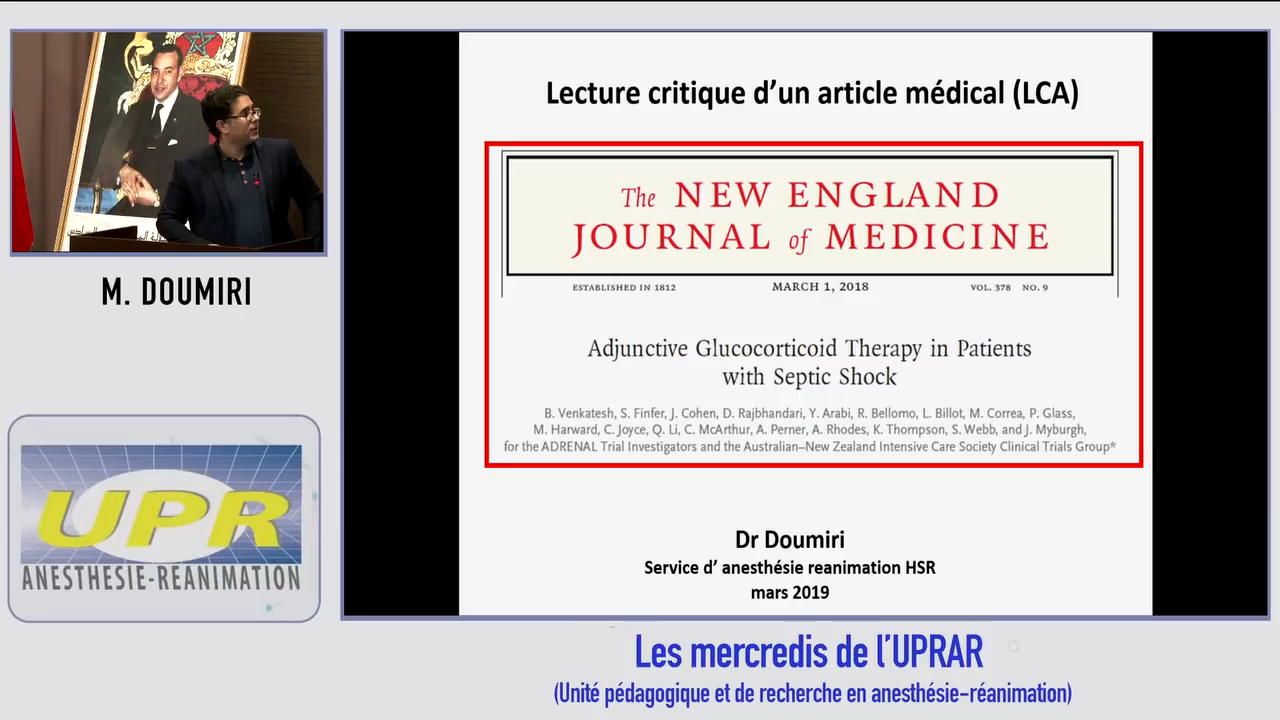 M. DOUMIRI
UPR
ANESTHESIE-REANIMATION
Lecture critique d’un article médical (LCA)
The NEW ENGLAND
JOURNAL of MEDICINE
ESTABLISHED IN 1812 MARCH 1, 2018 VOL. 378 NO. 9
Adjunctive Glucocorticoid Therapy in Patients
with Septic Shock
B. Venkatesh, S. Finfer, J. Cohen, D. Rajbhandari, Y. Arabi, R. Bellomo, L. Billot, M. Correa, P. Glass,
M. Harward, C. Joyce, Q. Li, C. McArthur, A. Perner, A. Rhodes, K. Thompson, S. Webb, and J. Myburgh,
for the ADRENAL Trial Investigators and the Australian–New Zealand Intensive Care Society Clinical Trials Group*
Dr Doumiri
Service d’ anesthésie reanimation HSR
mars 2019
Les mercredis de l’UPRAR
(Unité pédagogique et de recherche en anesthésie-réanimation)